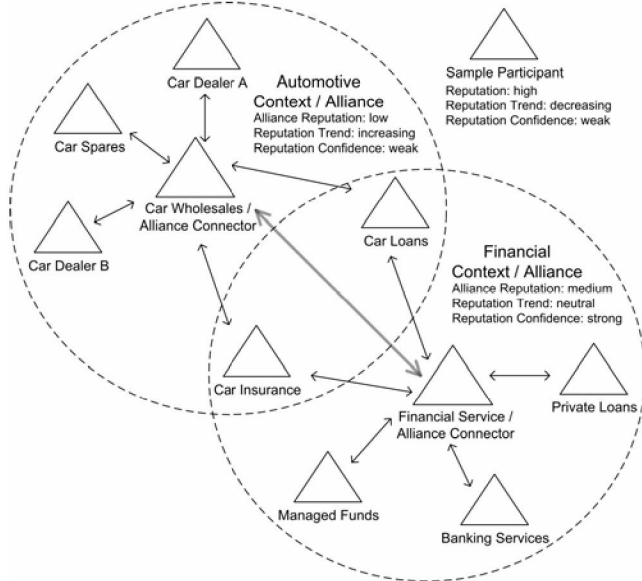 Car Dealer A
Automotive
Context / Alliance
Alliance Reputation: low
Reputation Trend: increasing
Reputation Confidence: weak
Sample Participant
Reputation: high
Reputation Trend: decreasing
Reputation Confidence: weak
Car Spares
Car Wholesales /
Alliance Connector
Car Loans
Car Dealer B
Financial
Context / Alliance
Alliance Reputation: medium
Reputation Trend: neutral
Reputation Confidence: strong
Car Insurance
Financial Service /
Alliance Connector
Private Loans
Managed Funds
Banking Services